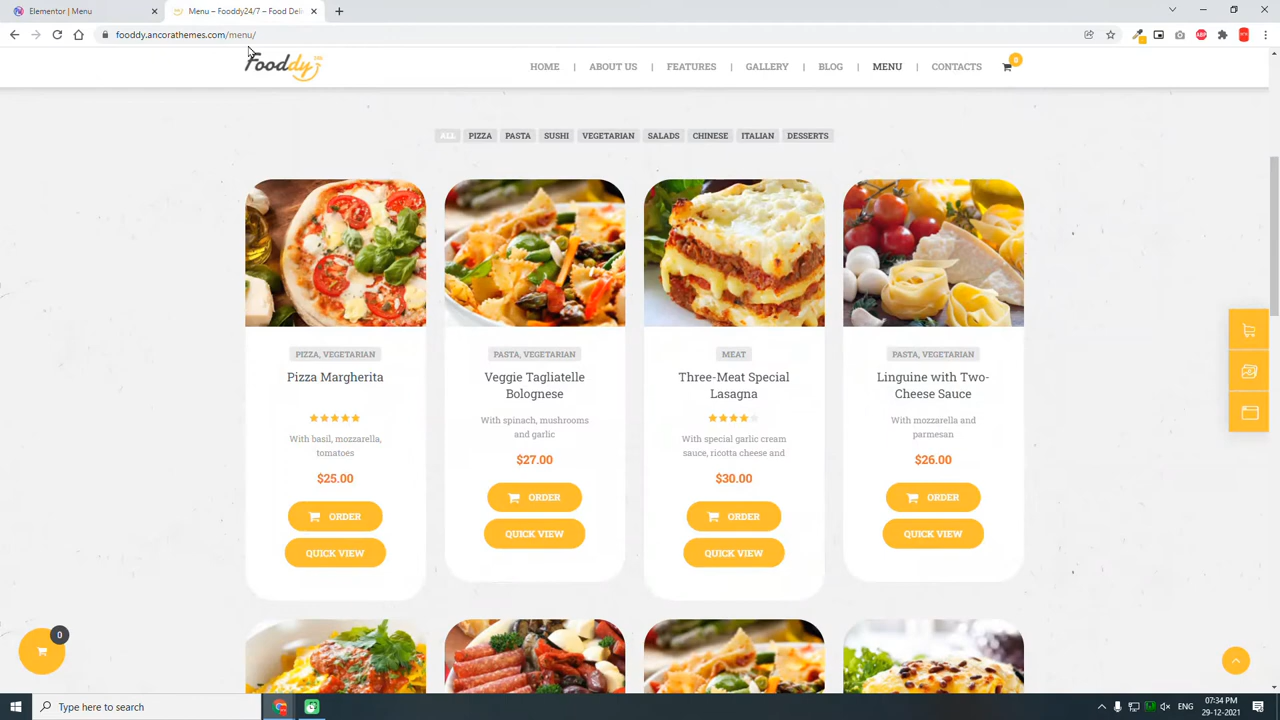 Elementor | Menu
Menu – Fooddy24/7 – Food Deli
fooddy.ancorathemes.com/menu/
Fooddy
HOME | ABOUT US | FEATURES | GALLERY | BLOG | MENU | CONTACTS
0
ALL PIZZA PASTA SUSHI VEGETARIAN SALADS CHINESE ITALIAN DESSERTS
PIZZA, VEGETARIAN
Pizza Margherita
With basil, mozzarella,
tomatoes
$25.00
ORDER
QUICK VIEW
PASTA, VEGETARIAN
Veggie Tagliatelle
Bolognese
With spinach, mushrooms
and garlic
$27.00
ORDER
QUICK VIEW
MEAT
Three-Meat Special
Lasagna
With special garlic cream
sauce, ricotta cheese and
$30.00
ORDER
QUICK VIEW
PASTA, VEGETARIAN
Linguine with Two-
Cheese Sauce
With mozzarella and
parmesan
$26.00
ORDER
QUICK VIEW
0
Type here to search
ENG
07:34 PM
29-12-2021